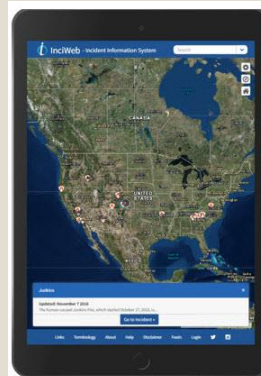 InciWeb - Incident Information System
Search
CANADA
UNITED
STATES
Junkins
Updated: November 7 2016
Go to Incident »
Links Terminology About Help Disclaimer Feeds Login